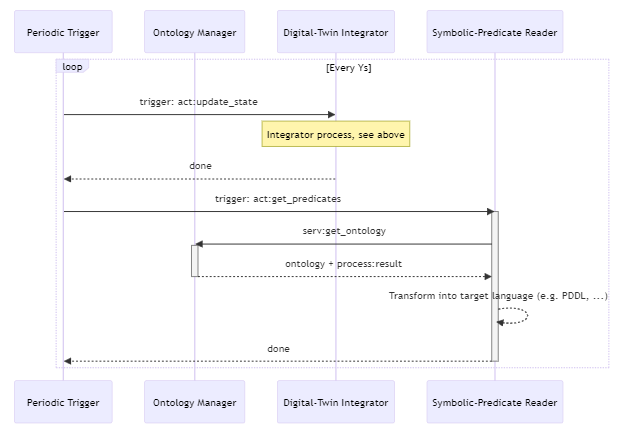 Periodic Trigger
Ontology Manager
Digital-Twin Integrator
Symbolic-Predicate Reader
loop
[Every Ys]
trigger: act:update_state
Integrator process, see above
done
trigger: act:get_predicates
serv:get_ontology
ontology + process:result
Transform into target language (e.g. PDDL, ...)
done
Periodic Trigger
Ontology Manager
Digital-Twin Integrator
Symbolic-Predicate Reader